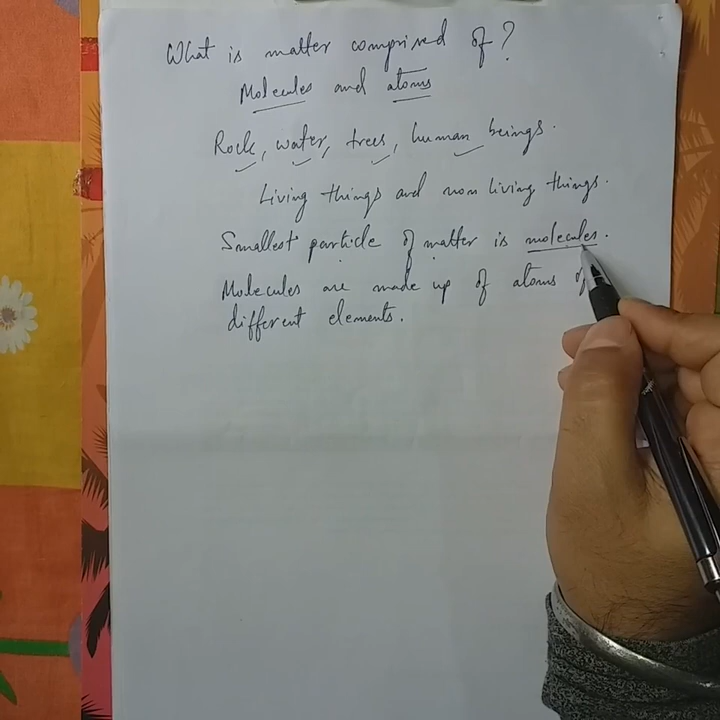 What is matter comprised of?
Molecules and atoms
Rock, water, trees, human beings.
Living things and non living things.
Smallest particle of matter is molecules.
Molecules are made up of atoms of
different elements.